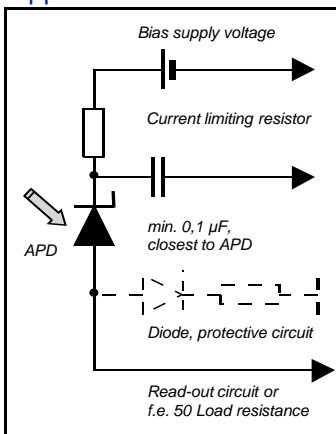 Bias supply voltage
Current limiting resistor
min. 0,1 µF,
closest to APD
APD
Diode, protective circuit
Read-out circuit or
f.e. 50 Load resistance